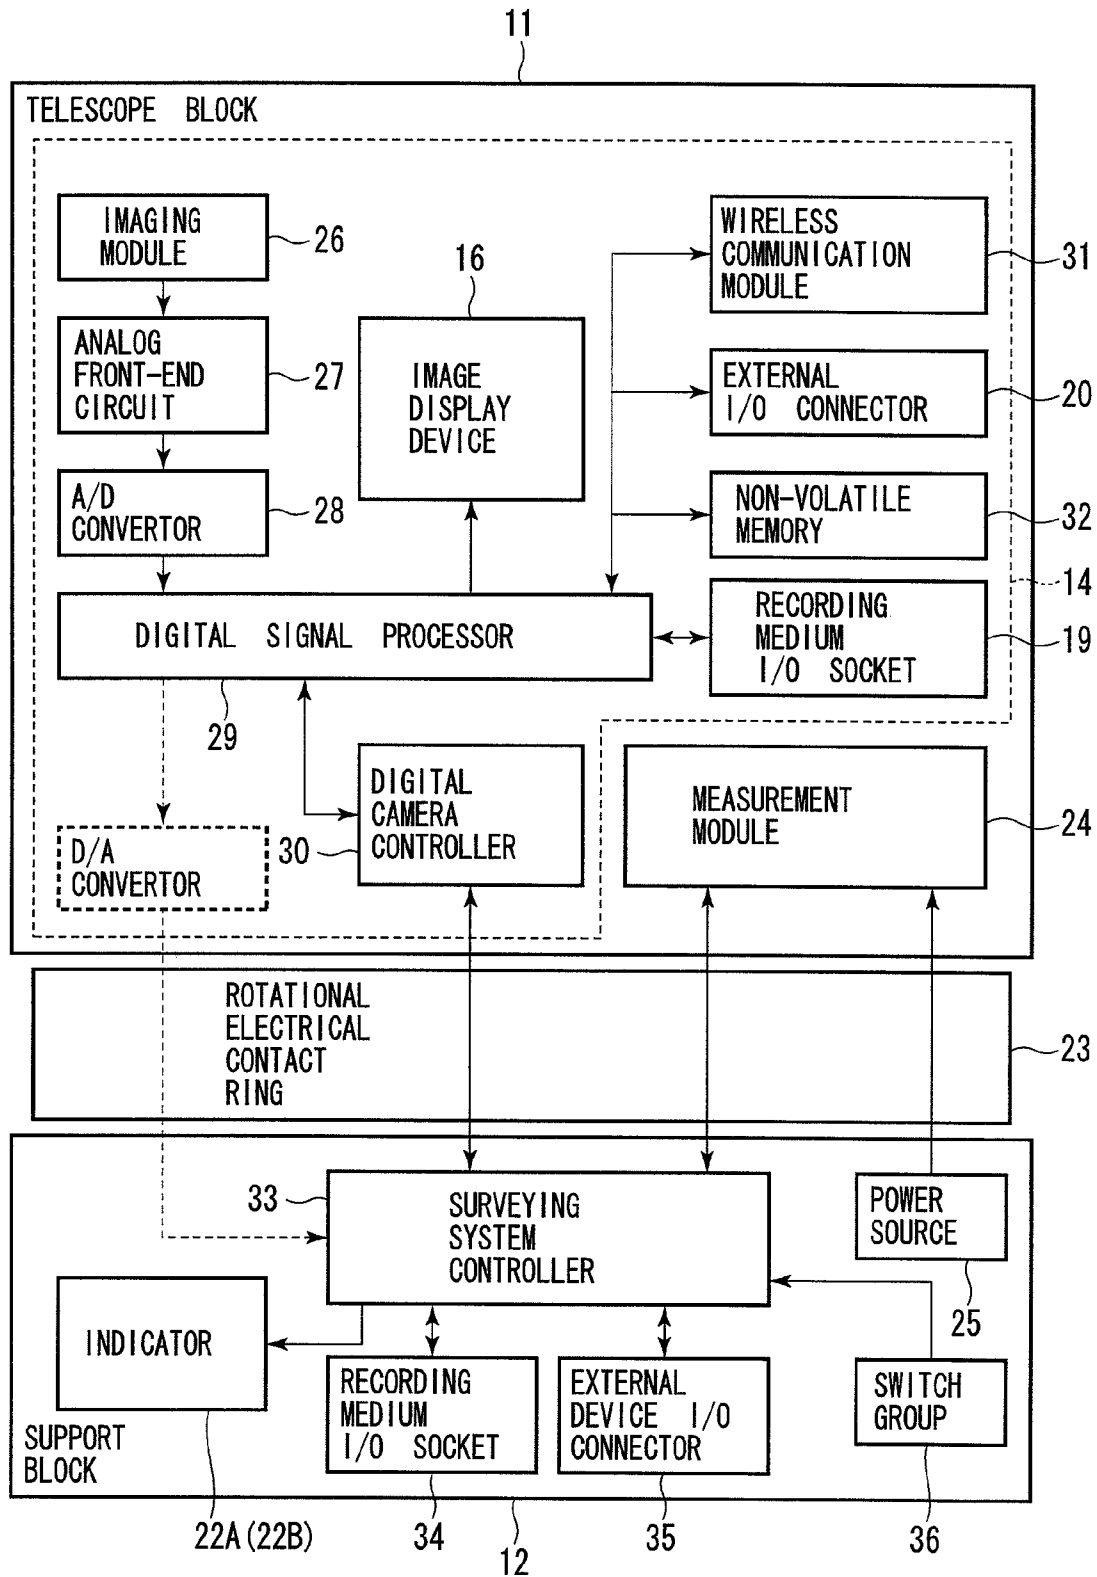 11
TELESCOPE BLOCK
IMAGING
MODULE
26
ANALOG
FRONT-END
CIRCUIT
27
A/D
CONVERTOR
28
16
IMAGE
DISPLAY
DEVICE
WIRELESS
COMMUNICATION
MODULE
31
EXTERNAL
I/O CONNECTOR
20
NON-VOLATILE
MEMORY
32
14
RECORDING
MEDIUM
I/O SOCKET
19
DIGITAL SIGNAL PROCESSOR
29
DIGITAL
CAMERA
CONTROLLER
30
MEASUREMENT
MODULE
24
D/A
CONVERTOR
ROTATIONAL
ELECTRICAL
CONTACT
RING
23
33
SURVEYING
SYSTEM
CONTROLLER
POWER
SOURCE
25
INDICATOR
RECORDING
MEDIUM
I/O SOCKET
EXTERNAL
DEVICE I/O
CONNECTOR
SWITCH
GROUP
SUPPORT
BLOCK
22A(22B)
34
12
35
36